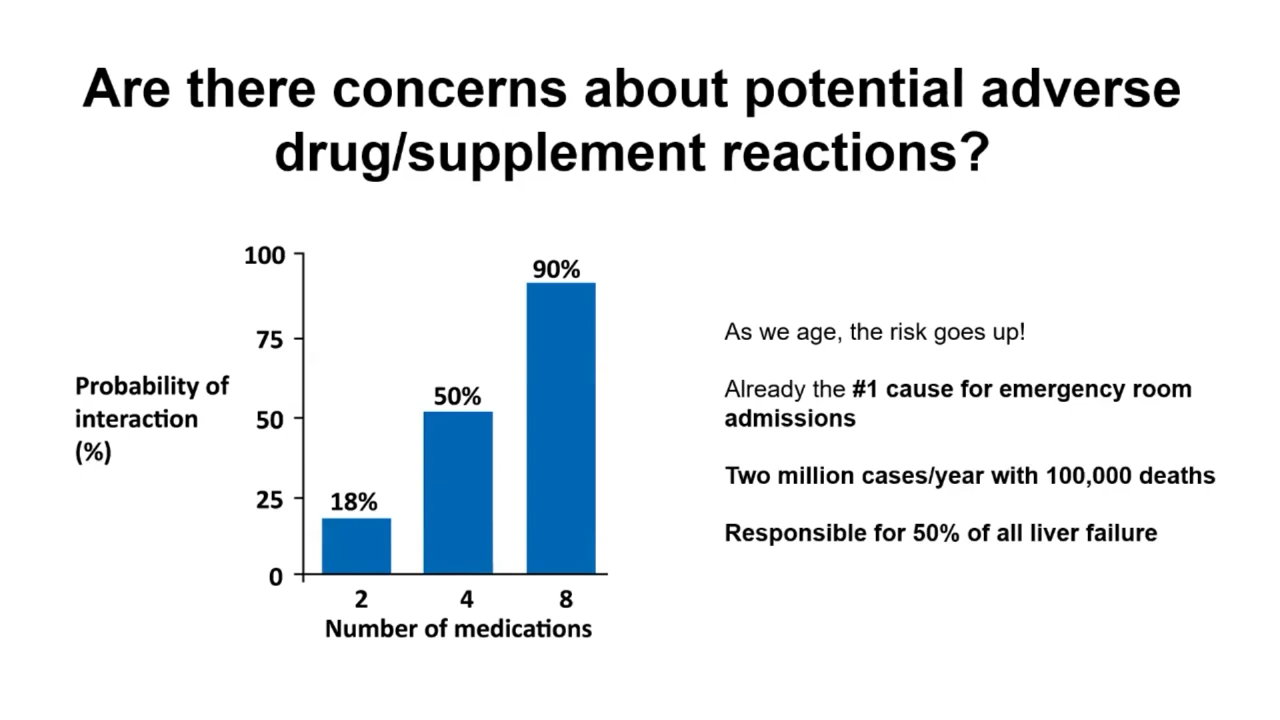 Are there concerns about potential adverse
drug/supplement reactions?
100
75
50
25
0
Probability of
interaction
(%)
18%
50%
90%
2
4
8
Number of medications
As we age, the risk goes up!
Already the #1 cause for emergency room
admissions
Two million cases/year with 100,000 deaths
Responsible for 50% of all liver failure